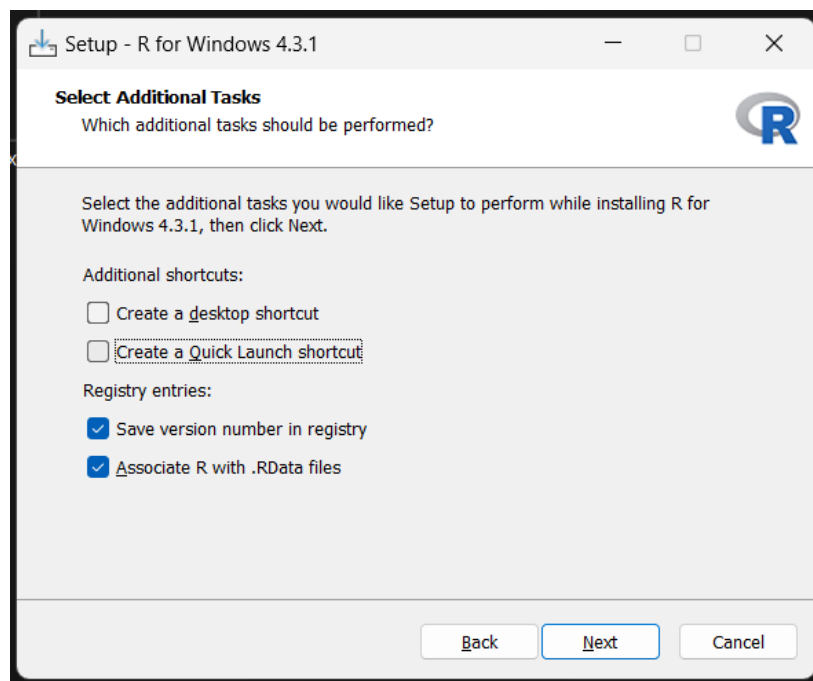 Setup - R for Windows 4.3.1
Select Additional Tasks
Which additional tasks should be performed?
R
x
Select the additional tasks you would like Setup to perform while installing R for
Windows 4.3.1, then click Next.
Additional shortcuts:
Create a desktop shortcut
Create a Quick Launch shortcut
Registry entries:
Save version number in registry
Associate R with .RData files
Back Next Cancel